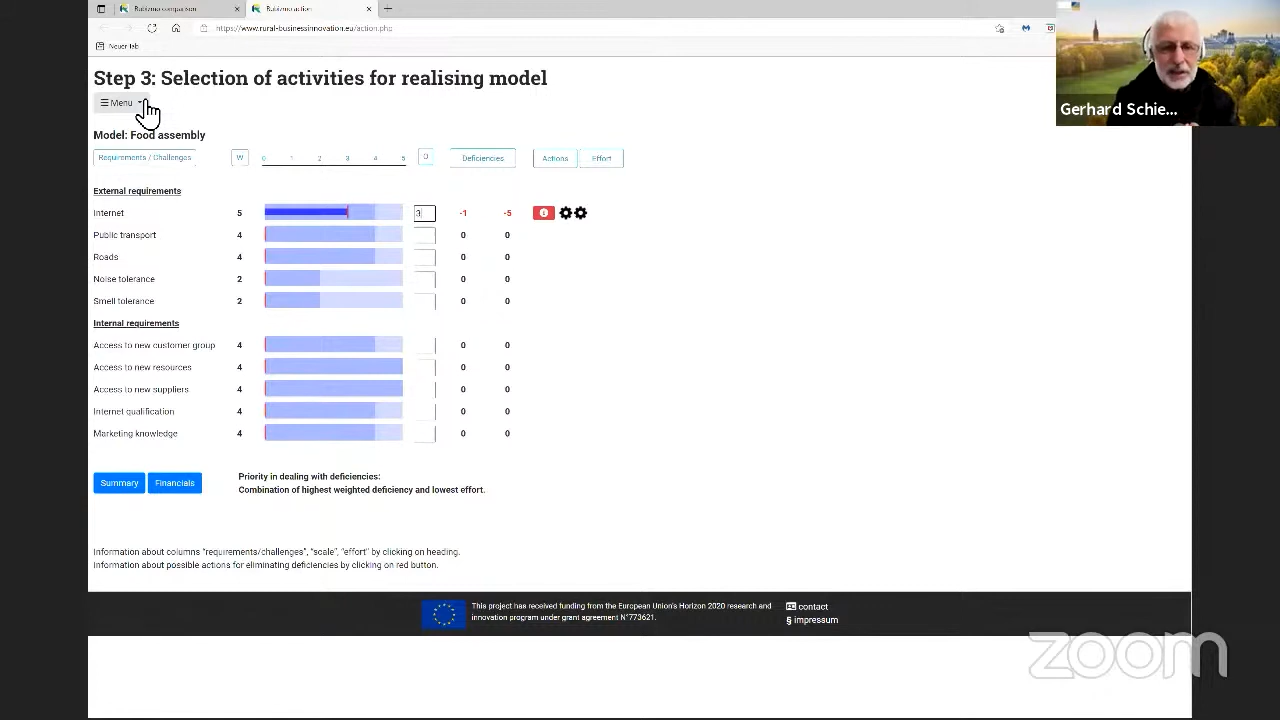 Rubizmo comparison
Rubizmo action
https://www.rural-businessinnovation.eu/action.php
Neuer tab
Step 3: Selection of activities for realising model
Menu
Gerhard Schie...
Model: Food assembly
Requirements / Challenges W 0 1 2 3 4 5 O Deficiencies Actions Effort
External requirements
Internet 5 3 -1 -5
Public transport 4 0 0
Roads 4 0 0
Noise tolerance 2 0 0
Smell tolerance 2 0 0
Internal requirements
Access to new customer group 4 0 0
Access to new resources 4 0 0
Access to new suppliers 4 0 0
Internet qualification 4 0 0
Marketing knowledge 4 0 0
Summary Financials
Priority in dealing with deficiencies:
Combination of highest weighted deficiency and lowest effort.
Information about columns "requirements/challenges", "scale", "effort" by clicking on heading.
Information about possible actions for eliminating deficiencies by clicking on red button.
This project has received funding from the European Union's Horizon 2020 research and
innovation program under grant agreement N°773621.
contact
§ impressum
zoom